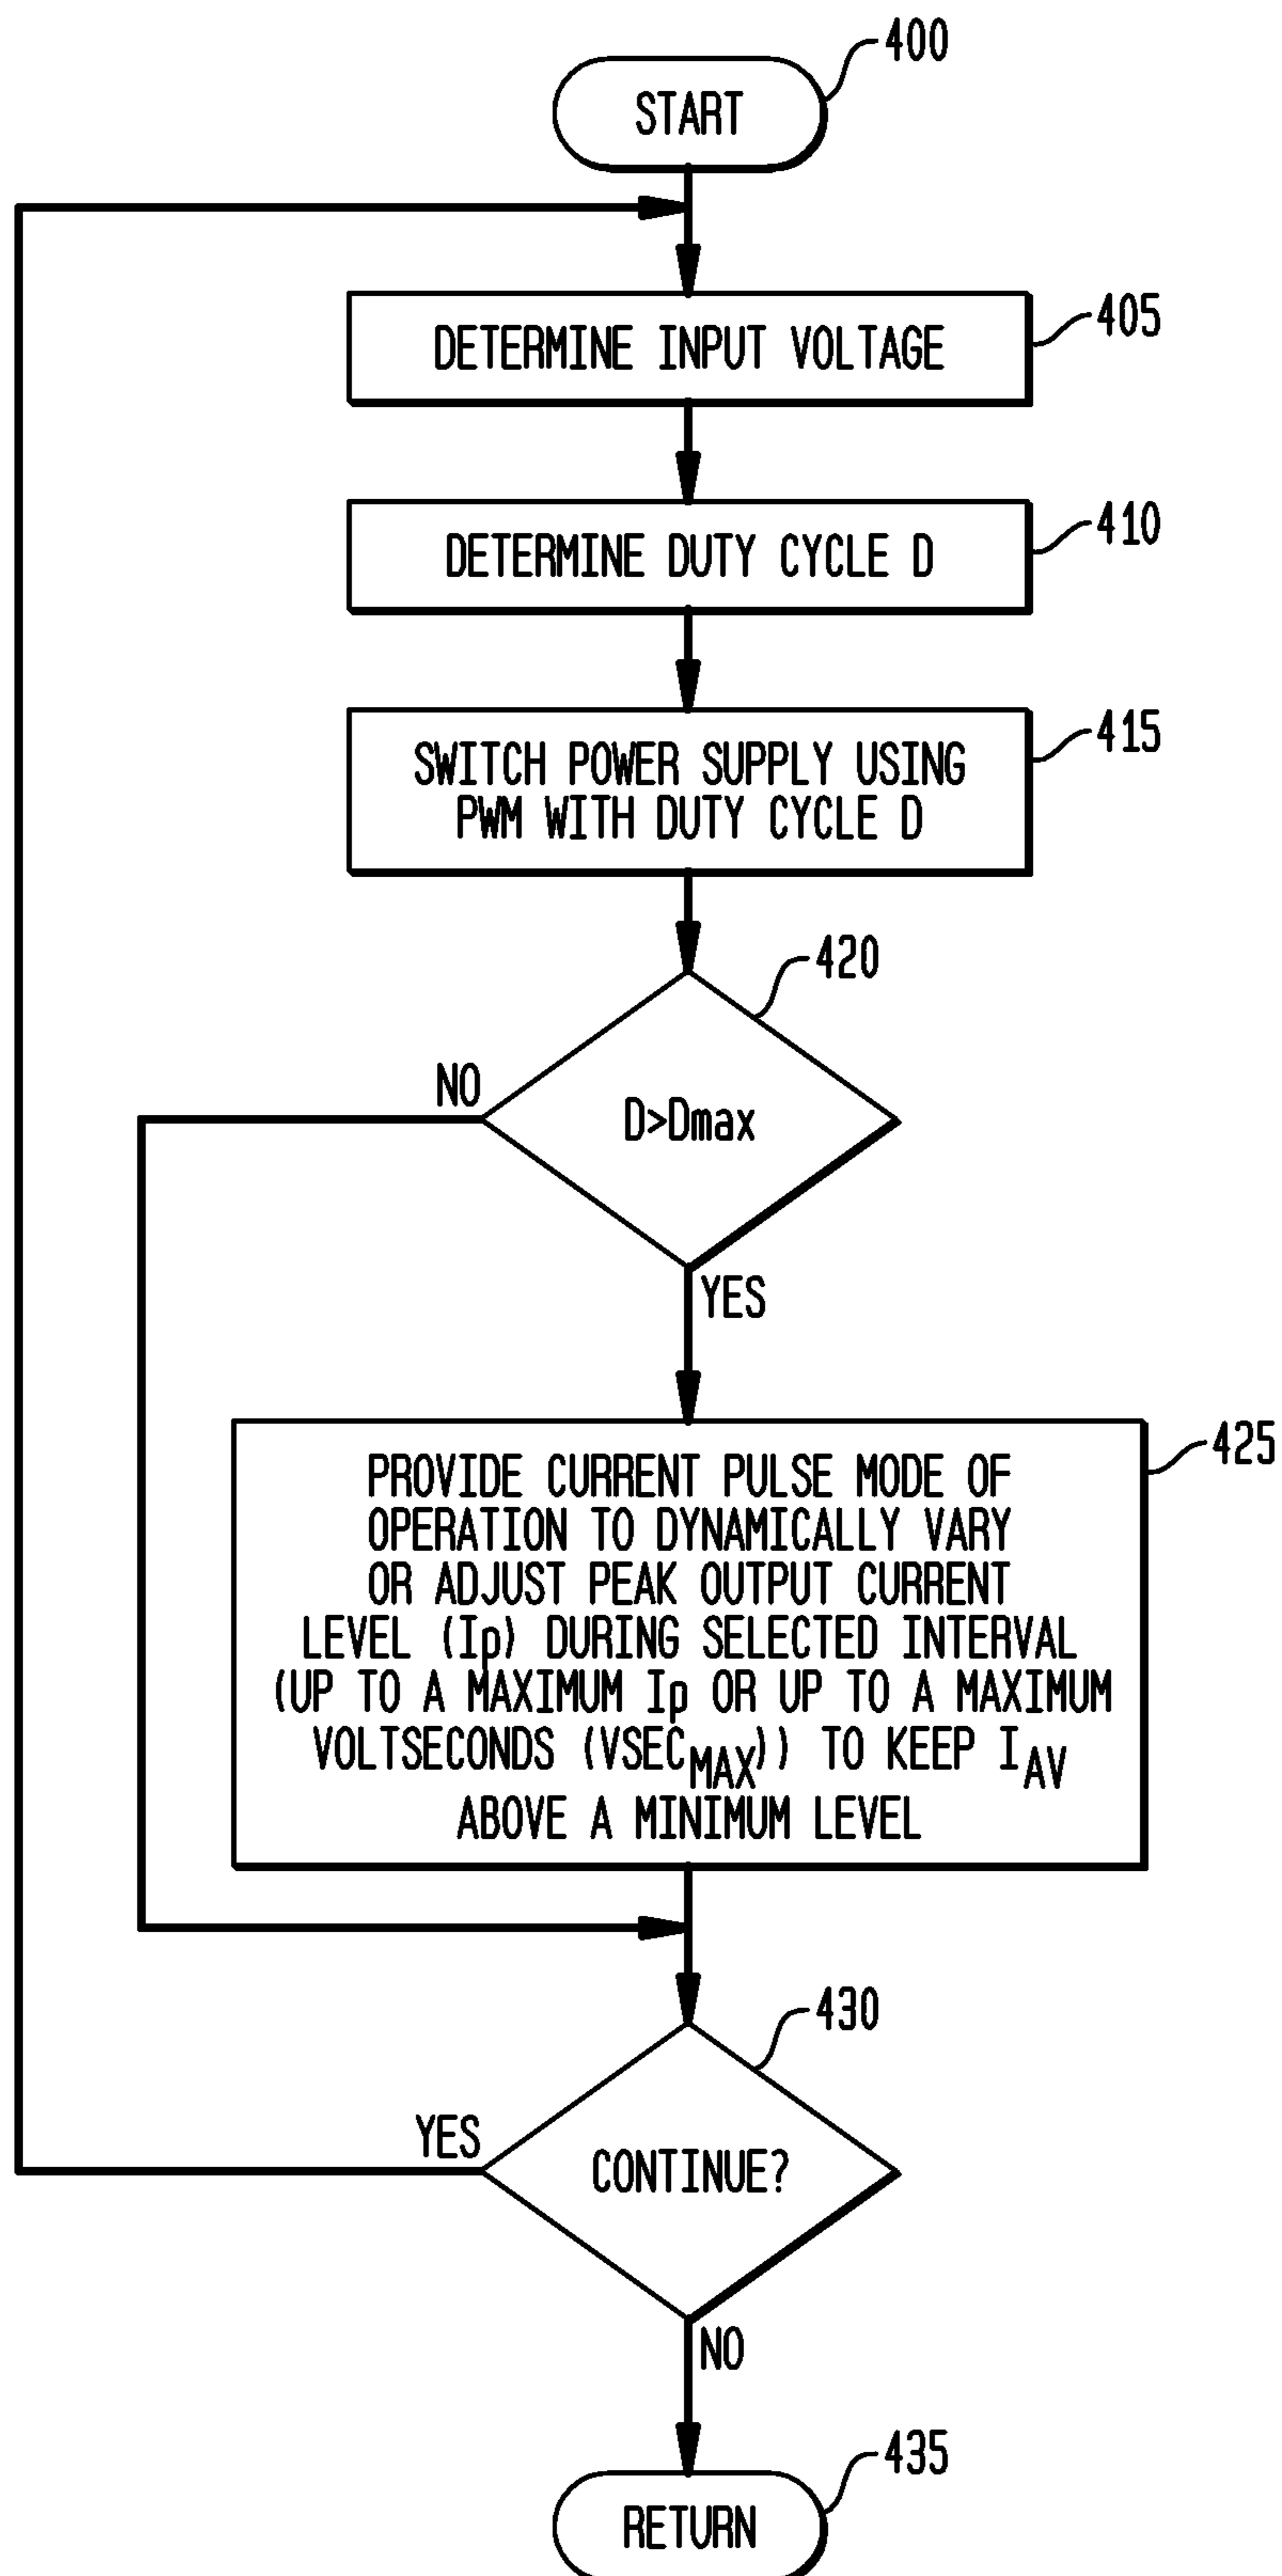 400
START
405
DETERMINE INPUT VOLTAGE
410
DETERMINE DUTY CYCLE D
415
SWITCH POWER SUPPLY USING
PWM WITH DUTY CYCLE D
420
NO
D>Dmax
YES
425
PROVIDE CURRENT PULSE MODE OF
OPERATION TO DYNAMICALLY VARY
OR ADJUST PEAK OUTPUT CURRENT
LEVEL (Ip) DURING SELECTED INTERVAL
(UP TO A MAXIMUM Ip OR UP TO A MAXIMUM
VOLTSECONDS (VSECMAX)) TO KEEP IAV
ABOVE A MINIMUM LEVEL
430
YES
CONTINUE?
NO
435
RETURN